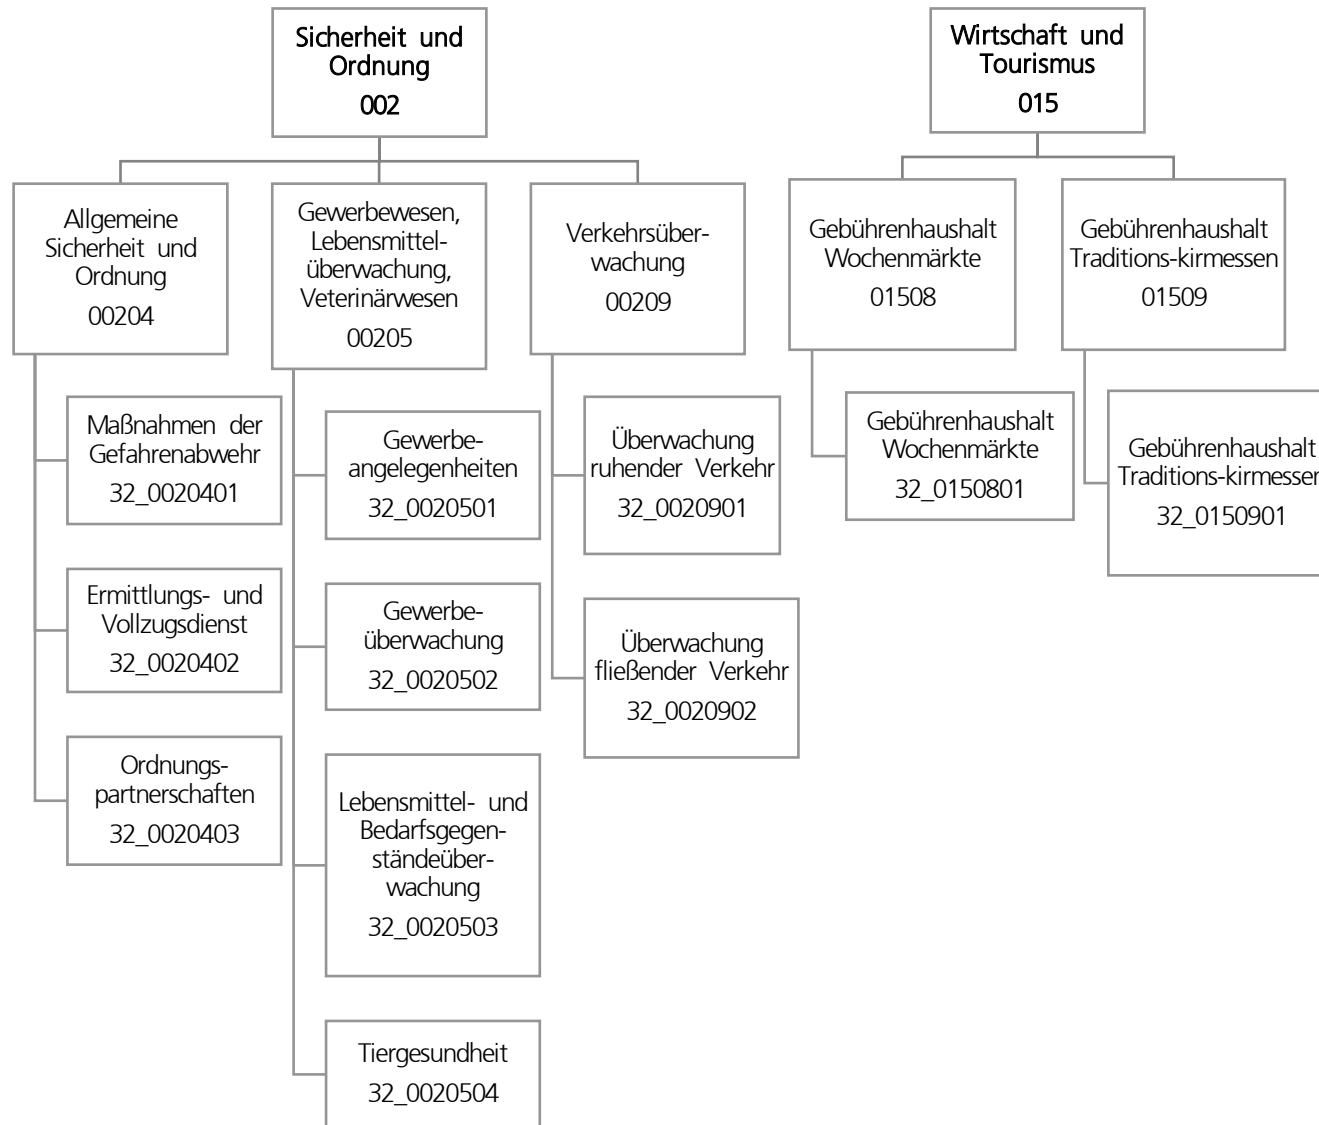 Sicherheit und
Ordnung
002
Allgemeine
Sicherheit und
Ordnung
00204
Maßnahmen der
Gefahrenabwehr
32_0020401
Ermittlungs- und
Vollzugsdienst
32_0020402
Ordnungs-
partnerschaften
32_0020403
Gewerbewesen,
Lebensmittel-
überwachung,
Veterinärwesen
00205
Gewerbe-
angelegenheiten
32_0020501
Gewerbe-
überwachung
32_0020502
Lebensmittel- und
Bedarfsgegen-
ständeüber-
wachung
32_0020503
Tiergesundheit
32_0020504
Verkehrsüber-
wachung
00209
Überwachung
ruhender Verkehr
32_0020901
Überwachung
fließender Verkehr
32_0020902
Wirtschaft und
Tourismus
015
Gebührenhaushalt
Wochenmärkte
01508
Gebührenhaushalt
Wochenmärkte
32_0150801
Gebührenhaushalt
Traditions-kirmessen
01509
Gebührenhaushalt
Traditions-kirmessen
32_0150901